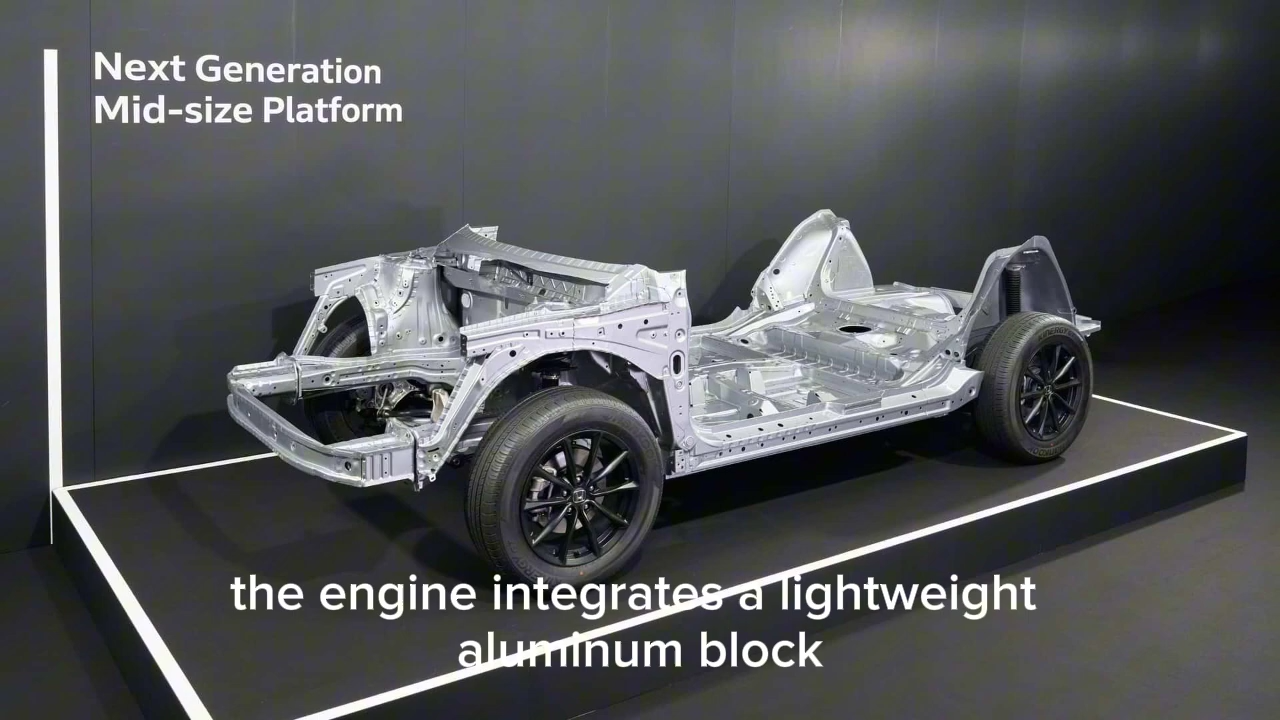 Next Generation
Mid-size Platform
the engine integrates a lightweight
aluminum block